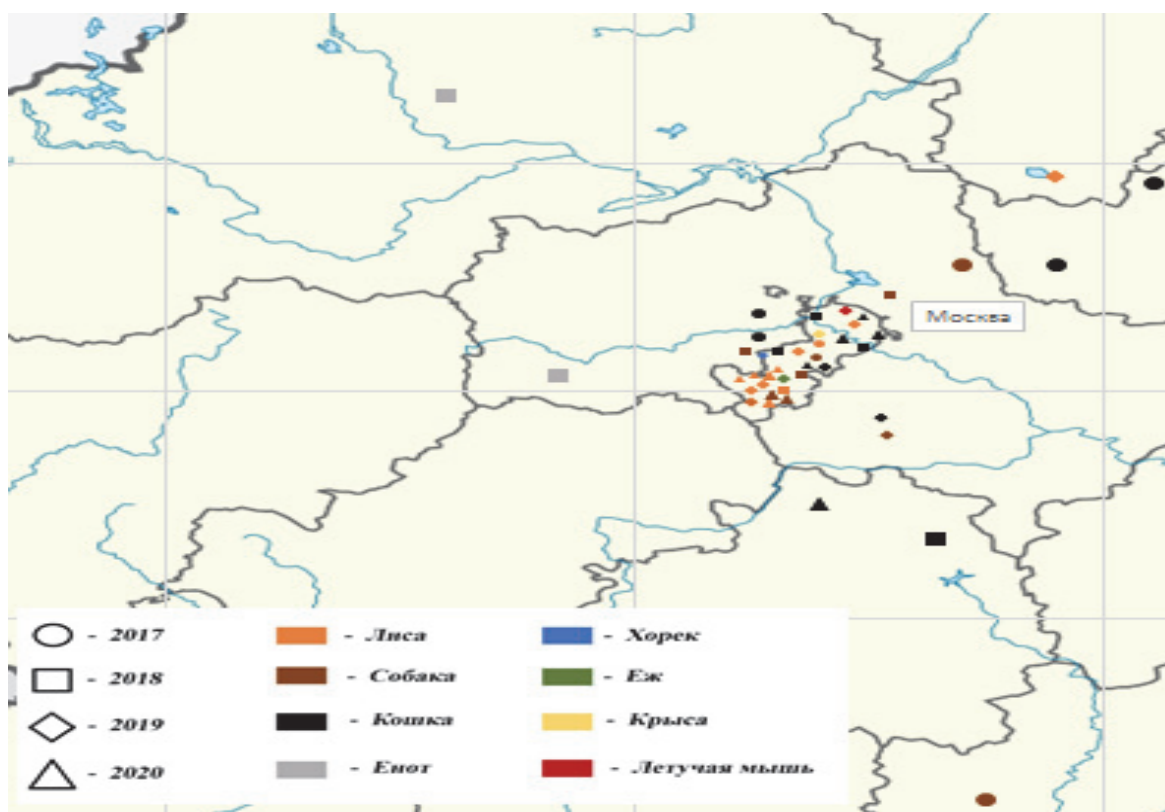 Москва
- 2017 - Лиса - Хорек
- 2018 - Собака - Еж
- 2019 - Кошка - Крыса
- 2020 - Енот - Летучая мышь